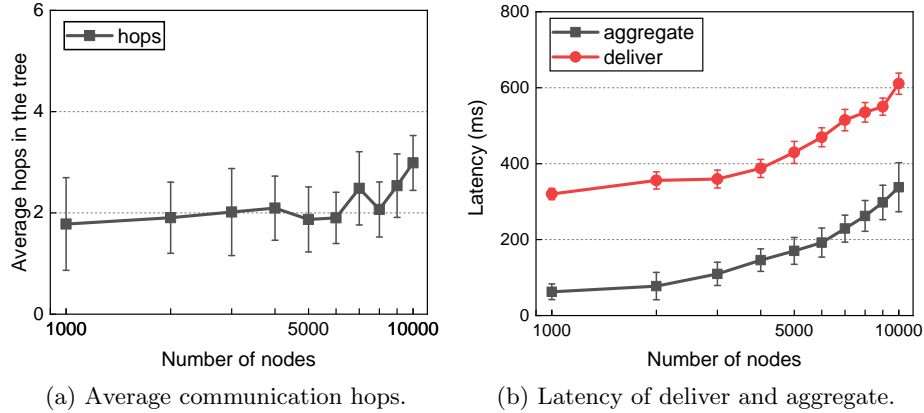 6
4
2
0
Average hops in the tree
hops
1000
5000
10000
Number of nodes
(a) Average communication hops.
800
600
400
200
0
Latency (ms)
aggregate
deliver
1000
5000
10000
Number of nodes
(b) Latency of deliver and aggregate.